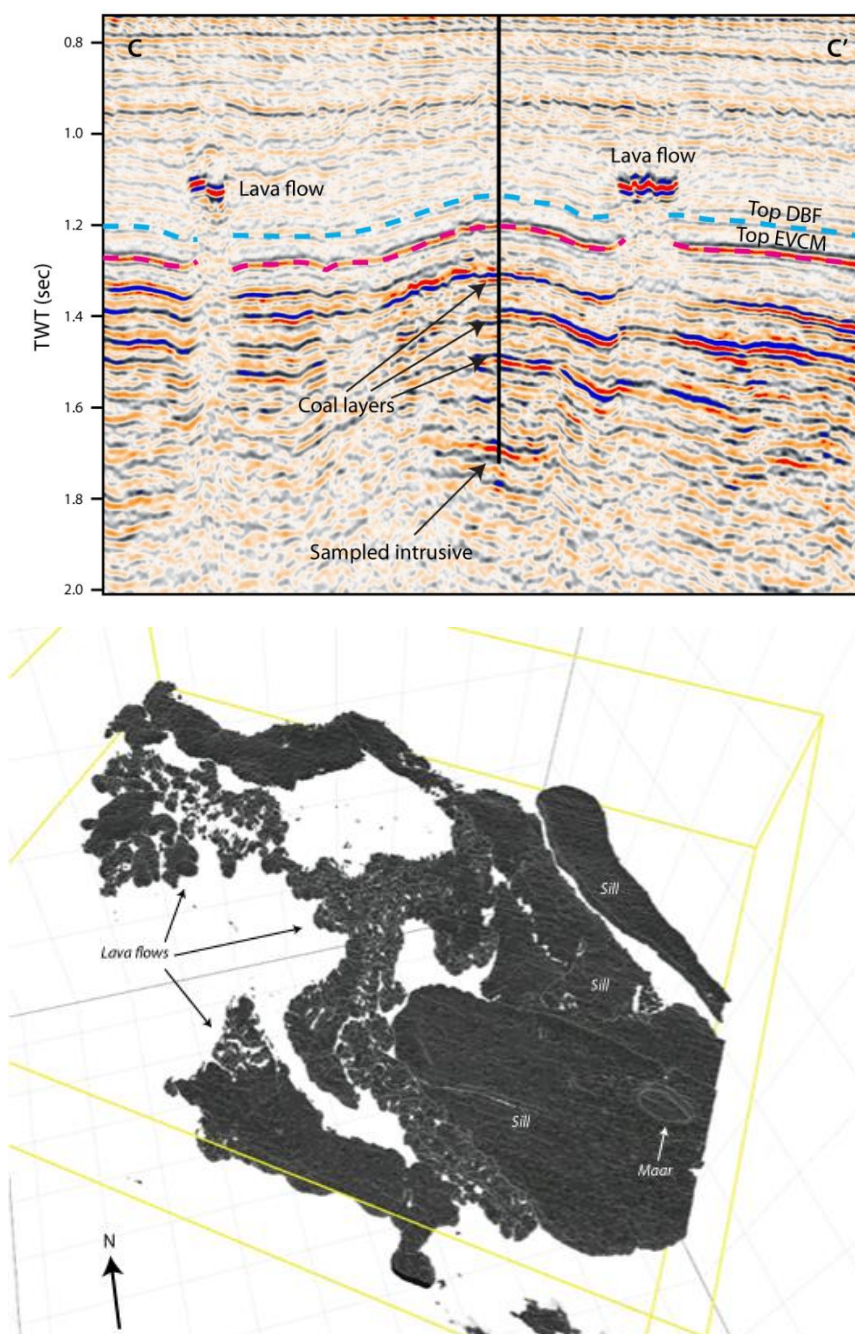 C
C'
0.8
1.0
Lava flow
Lava flow
1.2
Top DBF
Top EVCM
TWT (sec)
1.4
Coal layers
1.6
1.8
Sampled intrusive
2.0
Sill
Lava flows
Sill
Sill
Maar
N